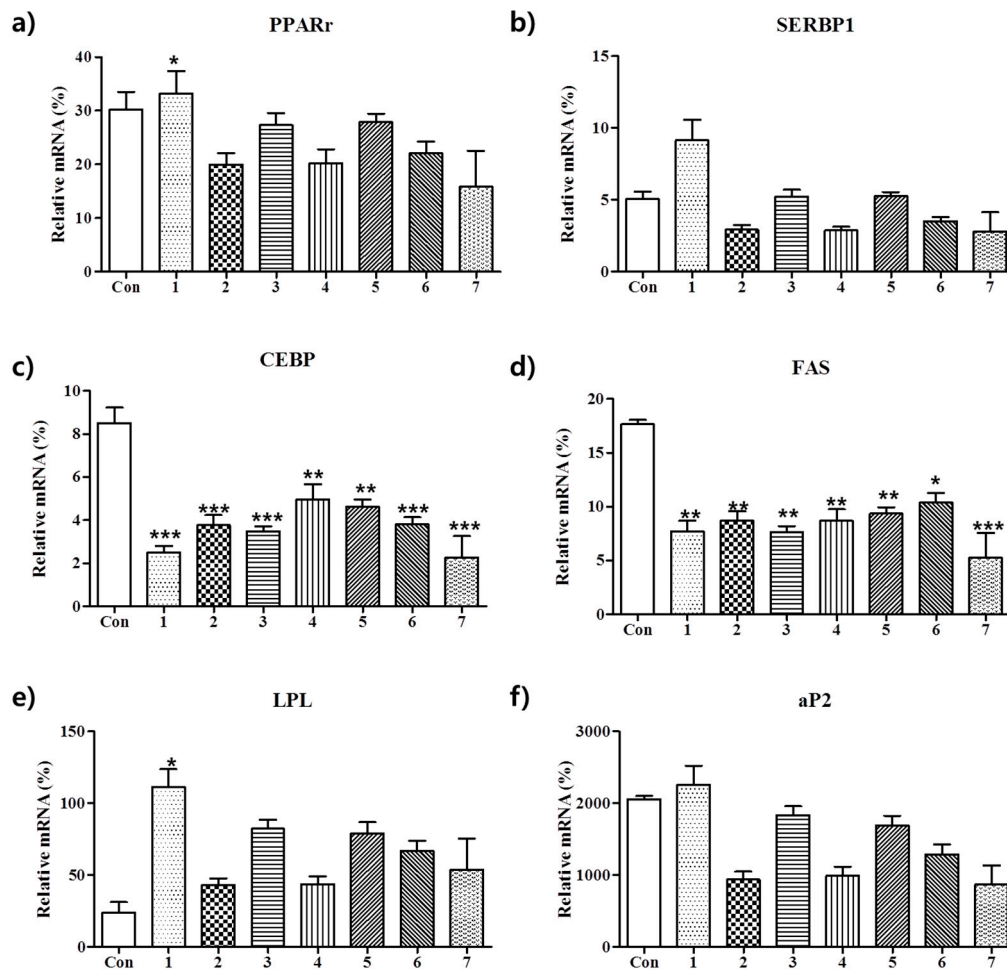 a)
PPARr
Relative mRNA (%)
40
30
20
10
0
*
Con 1 2 3 4 5 6 7
b)
SERBP1
Relative mRNA (%)
15
10
5
0
Con 1 2 3 4 5 6 7
c)
CEBP
Relative mRNA (%)
10
8
6
4
2
0
*** *** *** ** ** *** ***
Con 1 2 3 4 5 6 7
d)
FAS
Relative mRNA (%)
20
15
10
5
0
** ** ** ** ** * ***
Con 1 2 3 4 5 6 7
e)
LPL
Relative mRNA (%)
150
100
50
0
*
Con 1 2 3 4 5 6 7
f)
aP2
Relative mRNA (%)
3000
2000
1000
0
Con 1 2 3 4 5 6 7